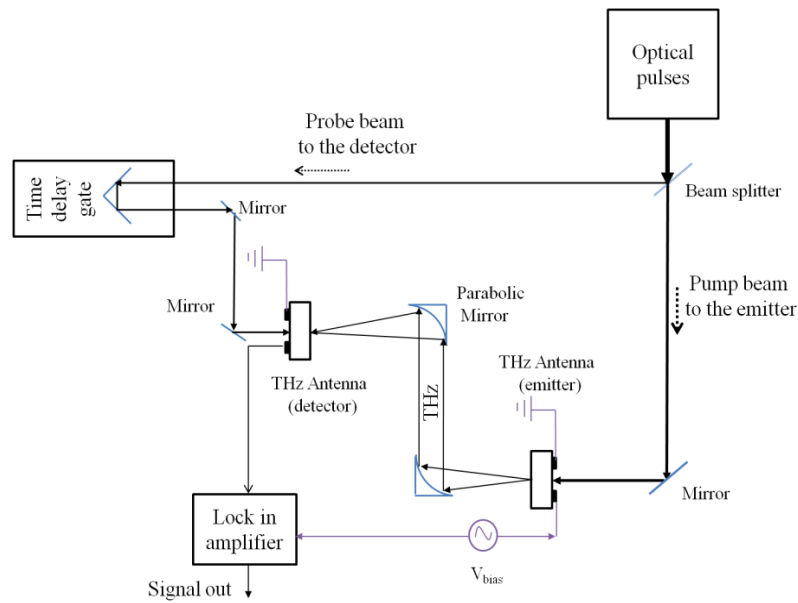 Optical
pulses
Probe beam
to the detector
Time
delay
gate
Mirror
Beam splitter
Pump beam
to the emitter
Mirror
Parabolic
Mirror
THz Antenna
(detector)
THz
THz Antenna
(emitter)
Mirror
Lock in
amplifier
V bias
Signal out